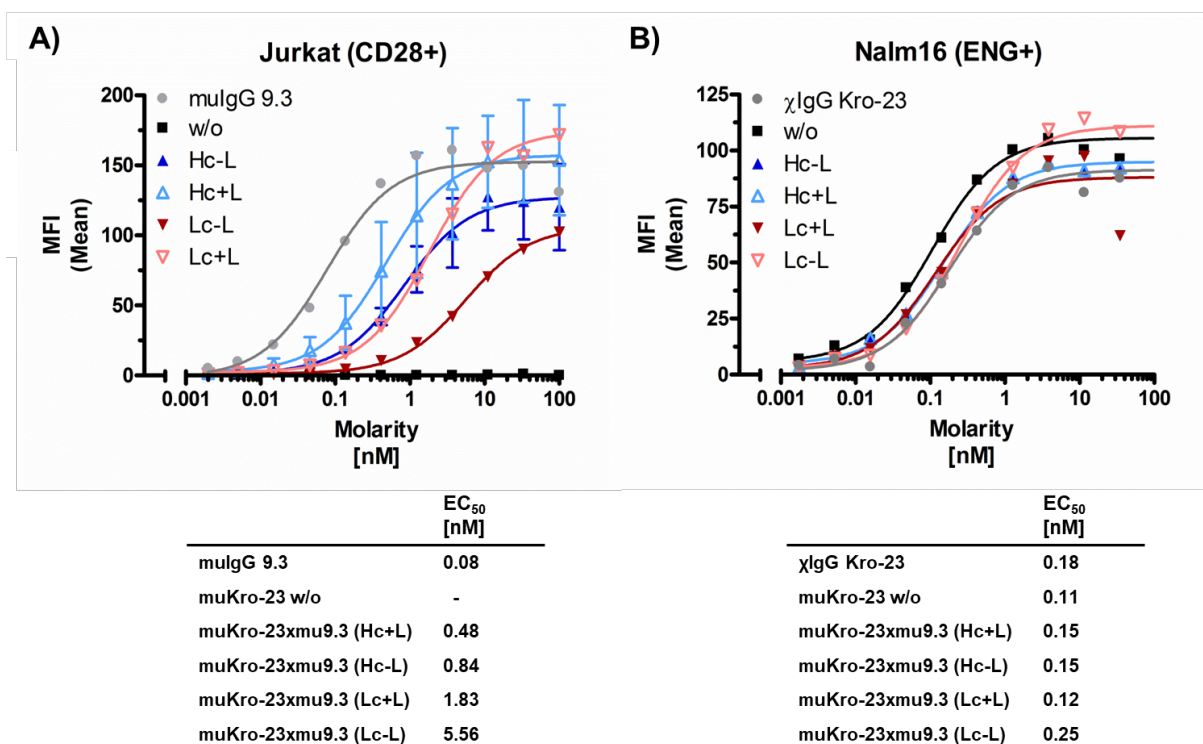 A)
Jurkat (CD28+)
MFI
(Mean)
200
150
100
50
0
muIgG 9.3
w/o
Hc-L
Hc+L
Lc-L
Lc+L
0.001 0.01 0.1 1 10 100
Molarity
[nM]
B)
Nalm16 (ENG+)
MFI
(Mean)
125
100
75
50
25
0
χIgG Kro-23
w/o
Hc-L
Hc+L
Lc+L
Lc-L
0.001 0.01 0.1 1 10 100
Molarity
[nM]
EC50
[nM]
muIgG 9.3 0.08
muKro-23 w/o -
muKro-23xmu9.3 (Hc+L) 0.48
muKro-23xmu9.3 (Hc-L) 0.84
muKro-23xmu9.3 (Lc+L) 1.83
muKro-23xmu9.3 (Lc-L) 5.56
EC50
[nM]
χIgG Kro-23 0.18
muKro-23 w/o 0.11
muKro-23xmu9.3 (Hc+L) 0.15
muKro-23xmu9.3 (Hc-L) 0.15
muKro-23xmu9.3 (Lc+L) 0.12
muKro-23xmu9.3 (Lc-L) 0.25